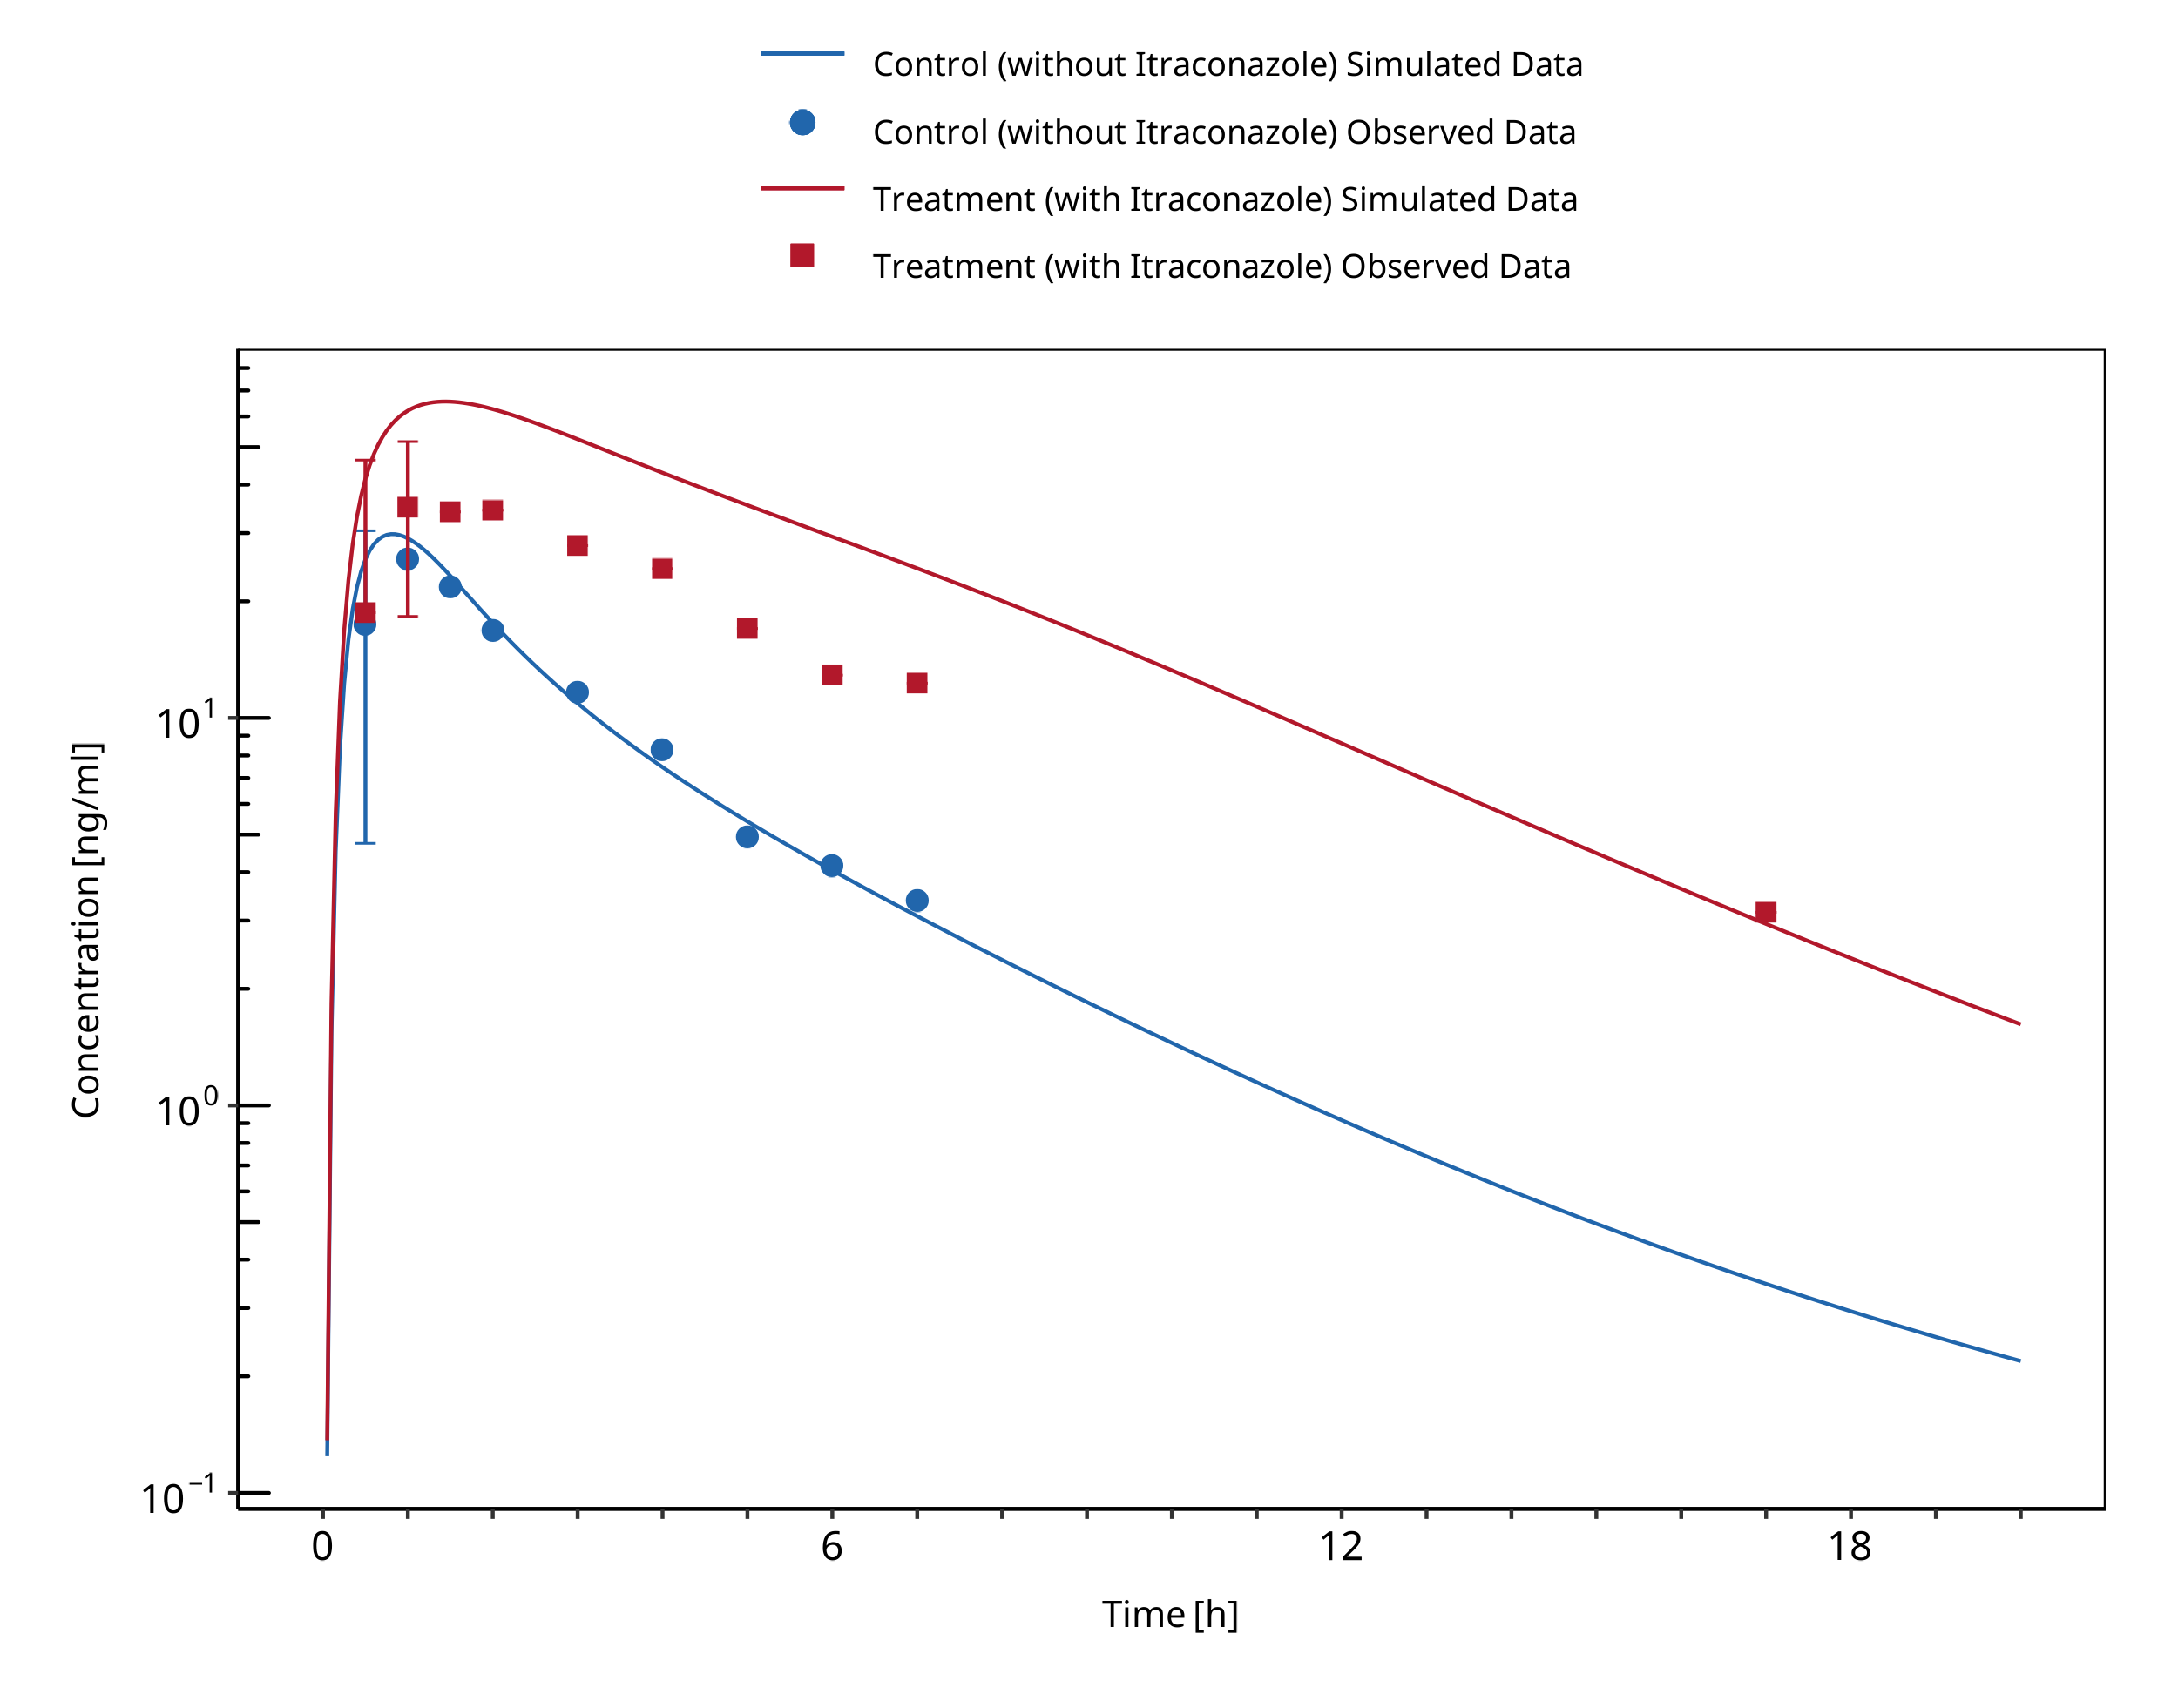 Control (without Itraconazole) Simulated Data
Control (without Itraconazole) Observed Data
Treatment (with Itraconazole) Simulated Data
Treatment (with Itraconazole) Observed Data
Concentration [ng/ml]
10¹
10⁰
10⁻¹
0 6 12 18
Time [h]